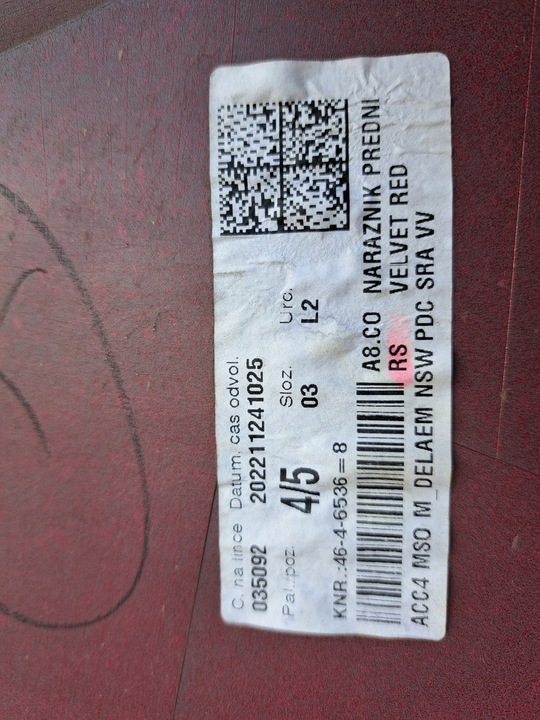 C. na lince Datum, cas odvol.
035092 202211241025
Pal. poz. Sloz. Urc.
4/5 03 L2
KNR.:46-4-6536=8
A8.CO NARAZNIK PREDNI
RS VELVET RED
ACC4 MSO M_DELAEM NSW PDC SRA VV